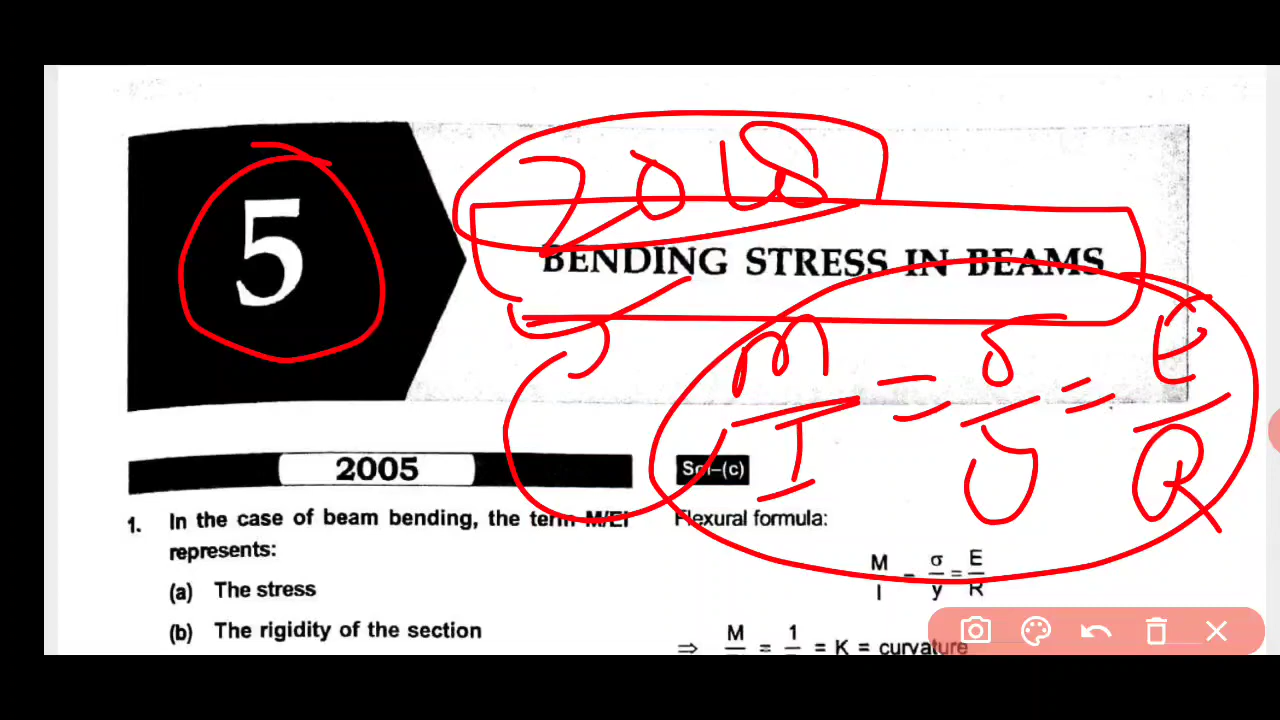 5
2018
BENDING STRESS IN BEAMS
M/I = σ/y = E/R
2005
Sol–(c)
1. In the case of beam bending, the term M/EI represents:
Flexural formula:
M/I = σ/y = E/R
(a) The stress
(b) The rigidity of the section
⇒ M = 1 = K = curvature